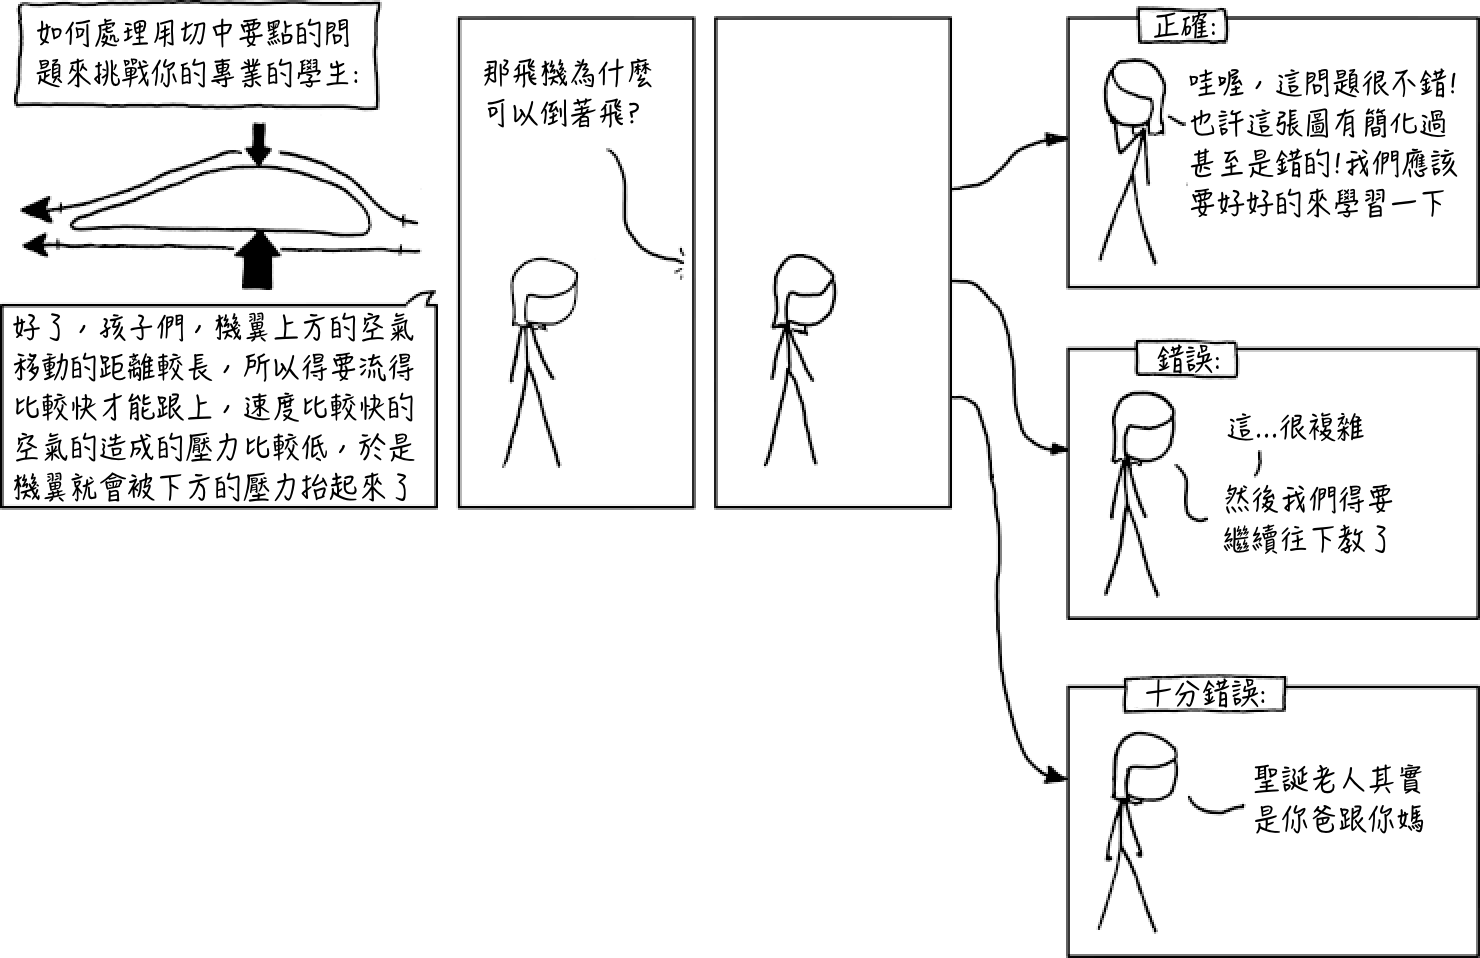 如何處理用切中要點的問
題來挑戰你的專業的學生:
好了，孩子們，機翼上方的空氣
移動的距離較長，所以得要流得
比較快才能跟上，速度比較快的
空氣的造成的壓力比較低，於是
機翼就會被下方的壓力抬起來了
那飛機為什麼
可以倒著飛?
正確:
哇喔，這問題很不錯!
也許這張圖有簡化過
甚至是錯的!我們應該
要好好的來學習一下
錯誤:
這...很複雜
然後我們得要
繼續往下教了
十分錯誤:
聖誕老人其實
是你爸跟你媽